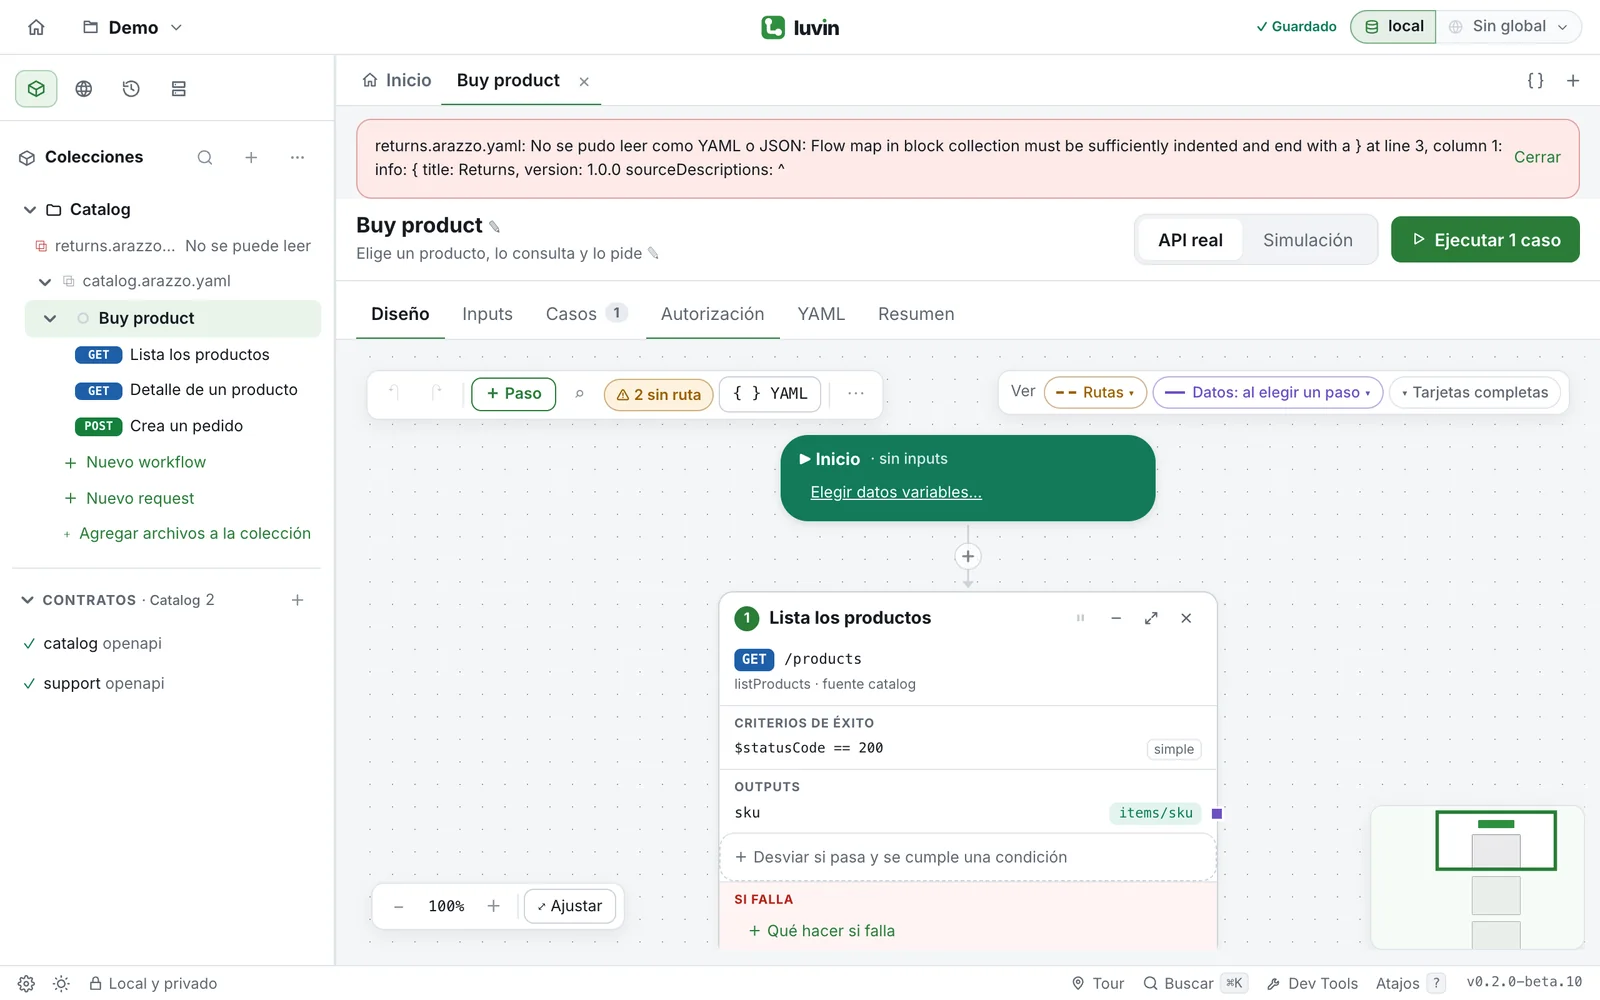 Demo
luvin
✓ Guardado
local
Sin global
Inicio
Buy product
{ }
returns.arazzo.yaml: No se pudo leer como YAML o JSON: Flow map in block collection must be sufficiently indented and end with a } at line 3, column 1:
info: { title: Returns, version: 1.0.0 sourceDescriptions: ^
Cerrar
Colecciones
Catalog
returns.arazzo... No se puede leer
catalog.arazzo.yaml
Buy product
GET Lista los productos
GET Detalle de un producto
POST Crea un pedido
+ Nuevo workflow
+ Nuevo request
+ Agregar archivos a la colección
CONTRATOS · Catalog 2
✓ catalog openapi
✓ support openapi
Buy product
Elige un producto, lo consulta y lo pide
API real
Simulación
Ejecutar 1 caso
Diseño
Inputs
Casos 1
Autorización
YAML
Resumen
+ Paso
2 sin ruta
{ } YAML
...
Ver
Rutas
Datos: al elegir un paso
Tarjetas completas
Inicio · sin inputs
Elegir datos variables...
+
1 Lista los productos
GET /products
listProducts · fuente catalog
CRITERIOS DE ÉXITO
$statusCode == 200
simple
OUTPUTS
sku
items/sku
+ Desviar si pasa y se cumple una condición
SI FALLA
+ Qué hacer si falla
− 100% +
Ajustar
Local y privado
Tour
Buscar ⌘K
Dev Tools
Atajos ?
v0.2.0-beta.10